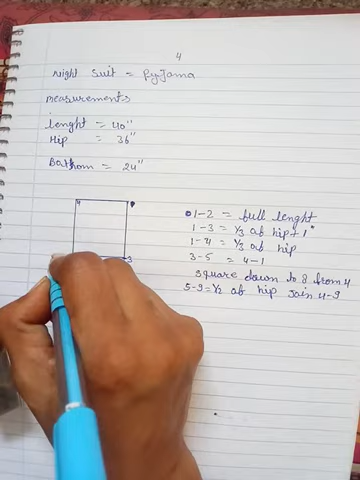 4
Night Suit = PyJama
measurements
Lenght = 40"
Hip = 36"
Bottom = 24"
4
3
1-2 = full lenght
1-3 = 1/3 of hip + 1"
1-4 = 1/3 of hip
3-5 = 4-1
square down to 8 from 4
5-9 = 1/2 of hip Join 4-9